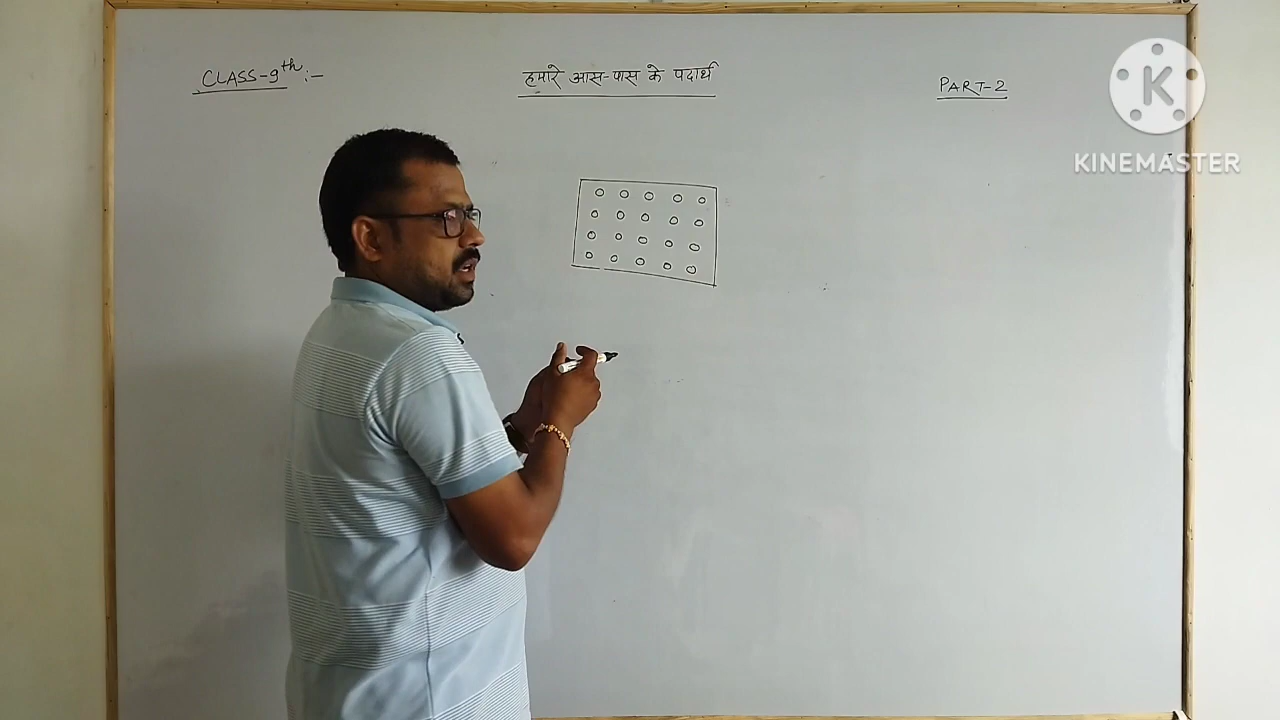 CLASS-9th:-
हमारे आस-पास के पदार्थ
PART-2
K
KINEMASTER